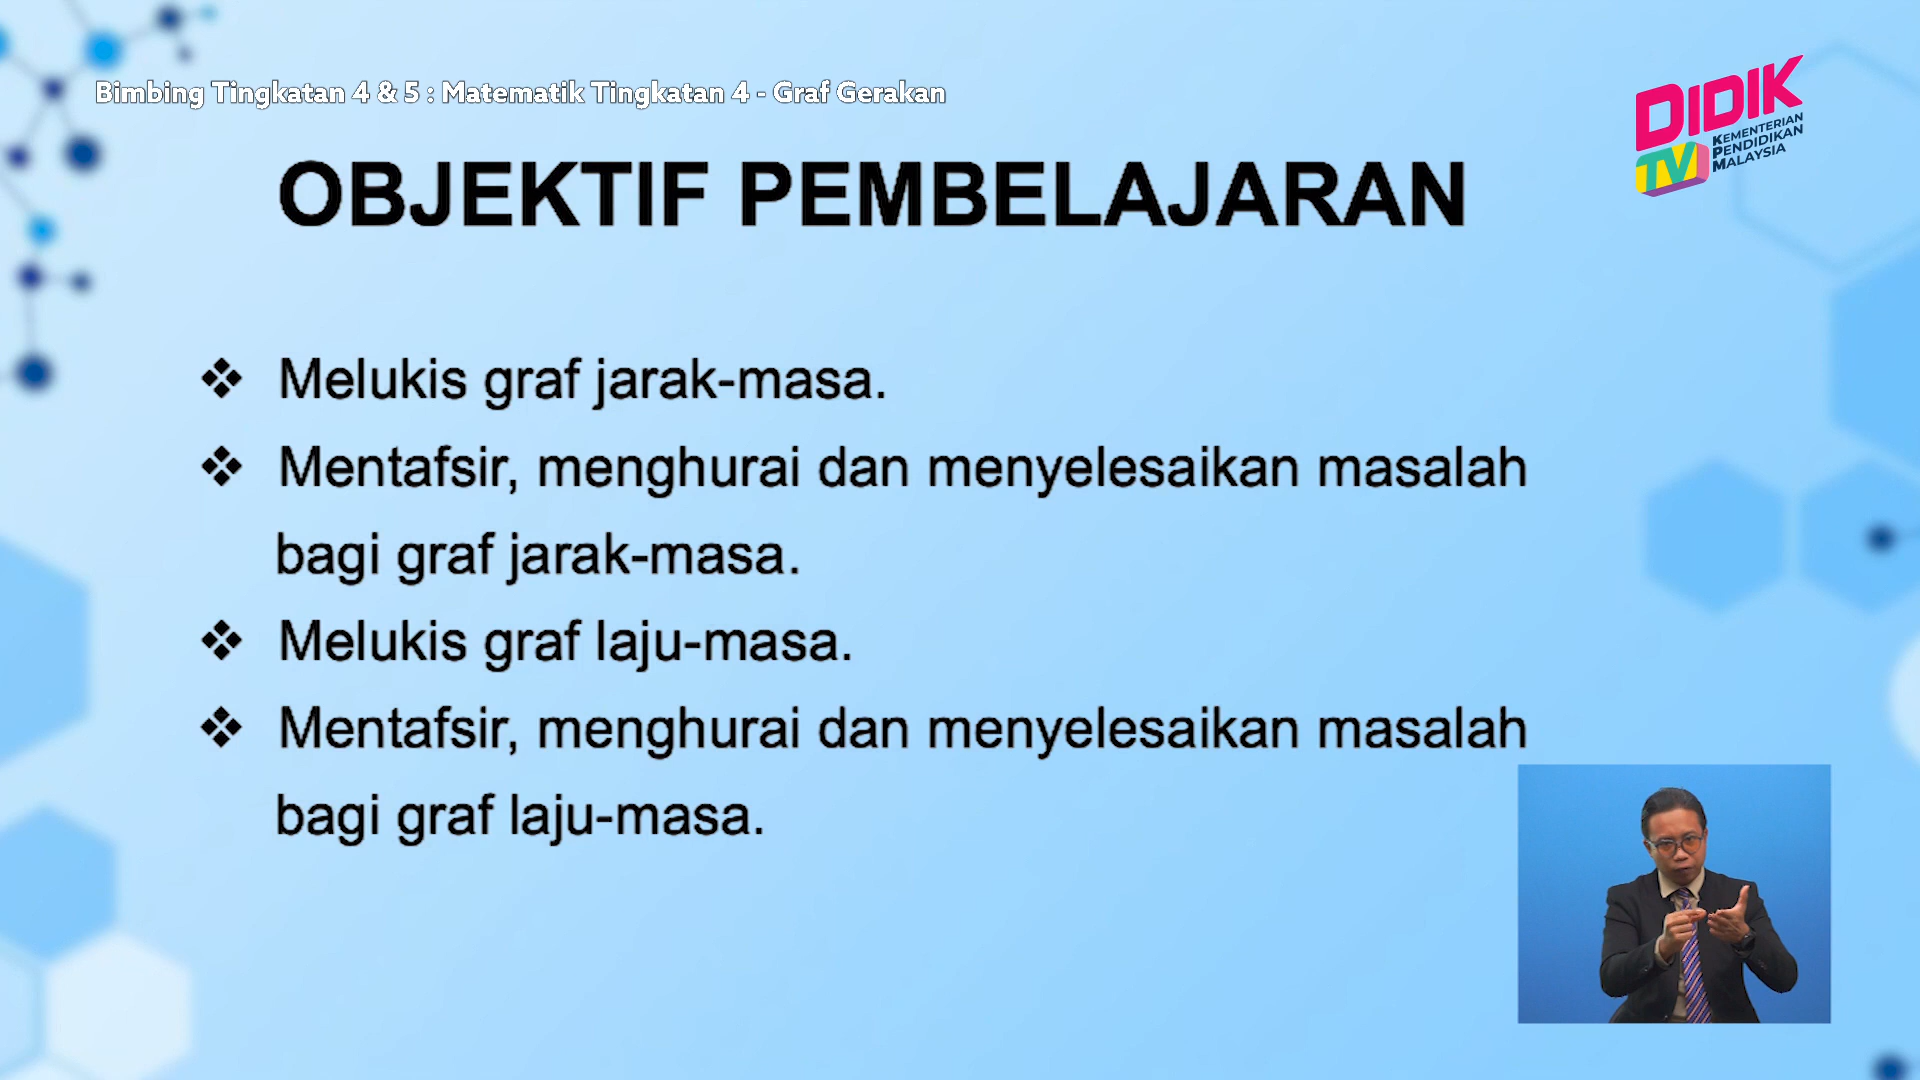 Bimbing Tingkatan 4 & 5 : Matematik Tingkatan 4 - Graf Gerakan
DIDIK
TV
KEMENTERIAN
PENDIDIKAN
MALAYSIA
OBJEKTIF PEMBELAJARAN
❖ Melukis graf jarak-masa.
❖ Mentafsir, menghurai dan menyelesaikan masalah
bagi graf jarak-masa.
❖ Melukis graf laju-masa.
❖ Mentafsir, menghurai dan menyelesaikan masalah
bagi graf laju-masa.